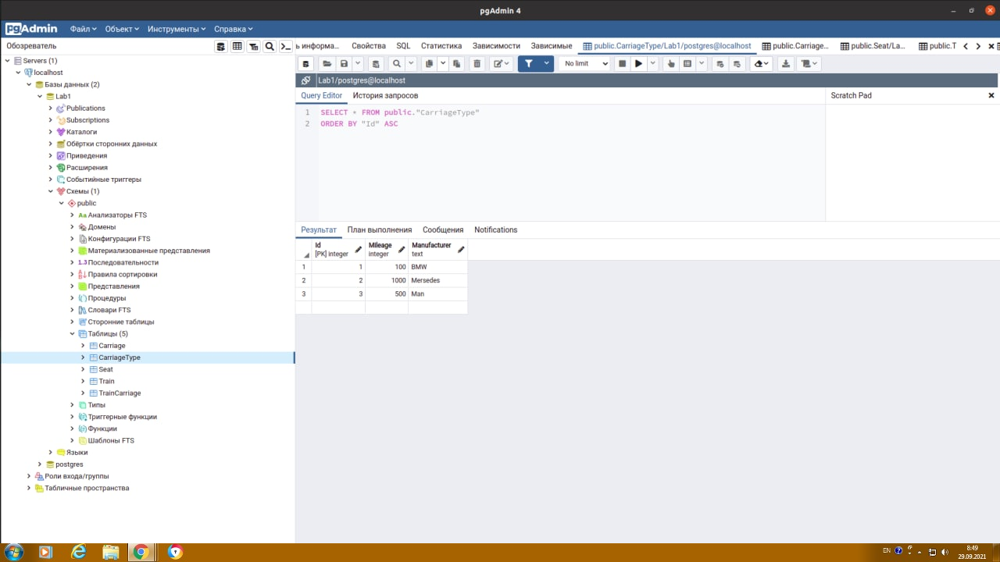 pgAdmin 4
pgAdmin Файл Объект Инструменты Справка
Обозреватель
Servers (1)
localhost
Базы данных (2)
Lab1
Publications
Subscriptions
Каталоги
Обёртки сторонних данных
Приведения
Расширения
Событийные триггеры
Схемы (1)
public
Aa Анализаторы FTS
Домены
Конфигурации FTS
Материализованные представления
1..3 Последовательности
Правила сортировки
Представления
Процедуры
Словари FTS
Сторонние таблицы
Таблицы (5)
Carriage
CarriageType
Seat
Train
TrainCarriage
Типы
Триггерные функции
Функции
Шаблоны FTS
Языки
postgres
Роли входа/группы
Табличные пространства
ь информа... Свойства SQL Статистика Зависимости Зависимые public.CarriageType/Lab1/postgres@localhost public.Carriage... public.Seat/La... public.T
No limit
Lab1/postgres@localhost
Query Editor История запросов
Scratch Pad
1 SELECT * FROM public."CarriageType"
2 ORDER BY "Id" ASC
Результат План выполнения Сообщения Notifications
Id Mileage Manufacturer
[PK] integer integer text
1 1 100 BMW
2 2 1000 Mersedes
3 3 500 Man
EN 8:49
29.09.2021